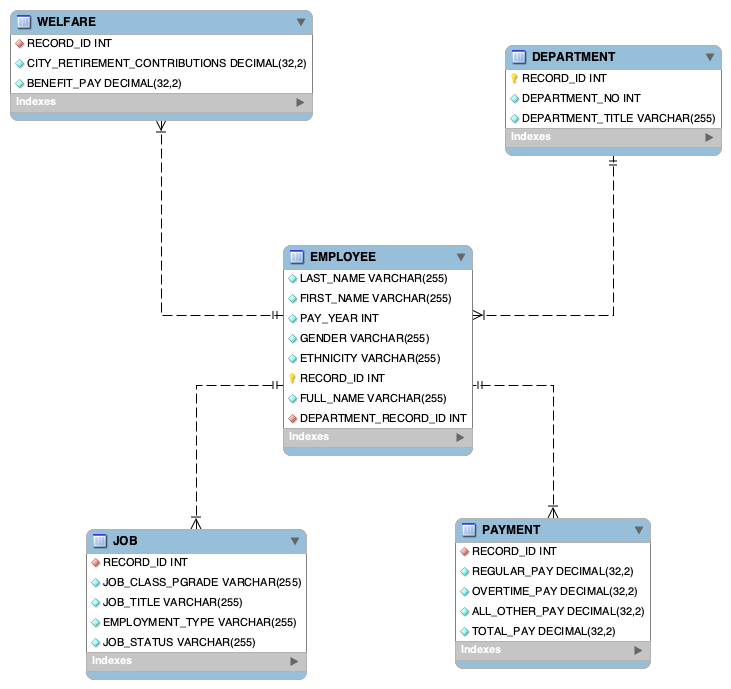 WELFARE
RECORD_ID INT
CITY_RETIREMENT_CONTRIBUTIONS DECIMAL(32,2)
BENEFIT_PAY DECIMAL(32,2)
Indexes
DEPARTMENT
RECORD_ID INT
DEPARTMENT_NO INT
DEPARTMENT_TITLE VARCHAR(255)
Indexes
EMPLOYEE
LAST_NAME VARCHAR(255)
FIRST_NAME VARCHAR(255)
PAY_YEAR INT
GENDER VARCHAR(255)
ETHNICITY VARCHAR(255)
RECORD_ID INT
FULL_NAME VARCHAR(255)
DEPARTMENT_RECORD_ID INT
Indexes
JOB
RECORD_ID INT
JOB_CLASS_PGRADE VARCHAR(255)
JOB_TITLE VARCHAR(255)
EMPLOYMENT_TYPE VARCHAR(255)
JOB_STATUS VARCHAR(255)
Indexes
PAYMENT
RECORD_ID INT
REGULAR_PAY DECIMAL(32,2)
OVERTIME_PAY DECIMAL(32,2)
ALL_OTHER_PAY DECIMAL(32,2)
TOTAL_PAY DECIMAL(32,2)
Indexes